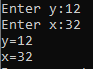 Enter y:12
Enter x:32
y=12
x=32